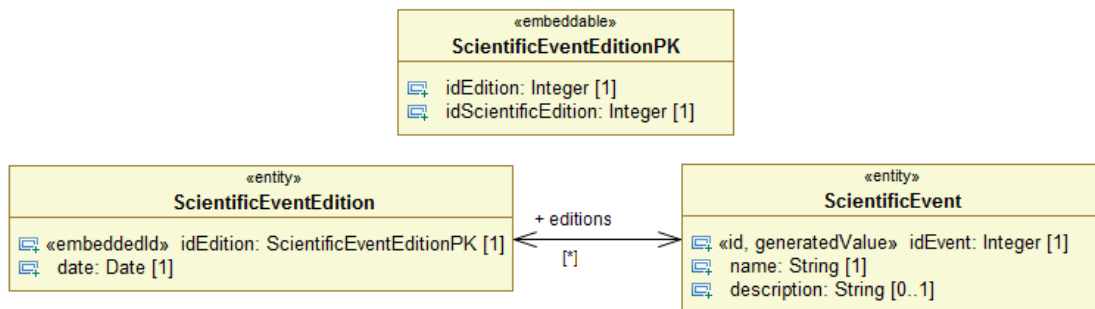 «embeddable»
ScientificEventEditionPK
idEdition: Integer [1]
idScientificEdition: Integer [1]
«entity»
ScientificEventEdition
«embeddedId» idEdition: ScientificEventEditionPK [1]
date: Date [1]
+ editions
[*]
«entity»
ScientificEvent
«id, generatedValue» idEvent: Integer [1]
name: String [1]
description: String [0..1]